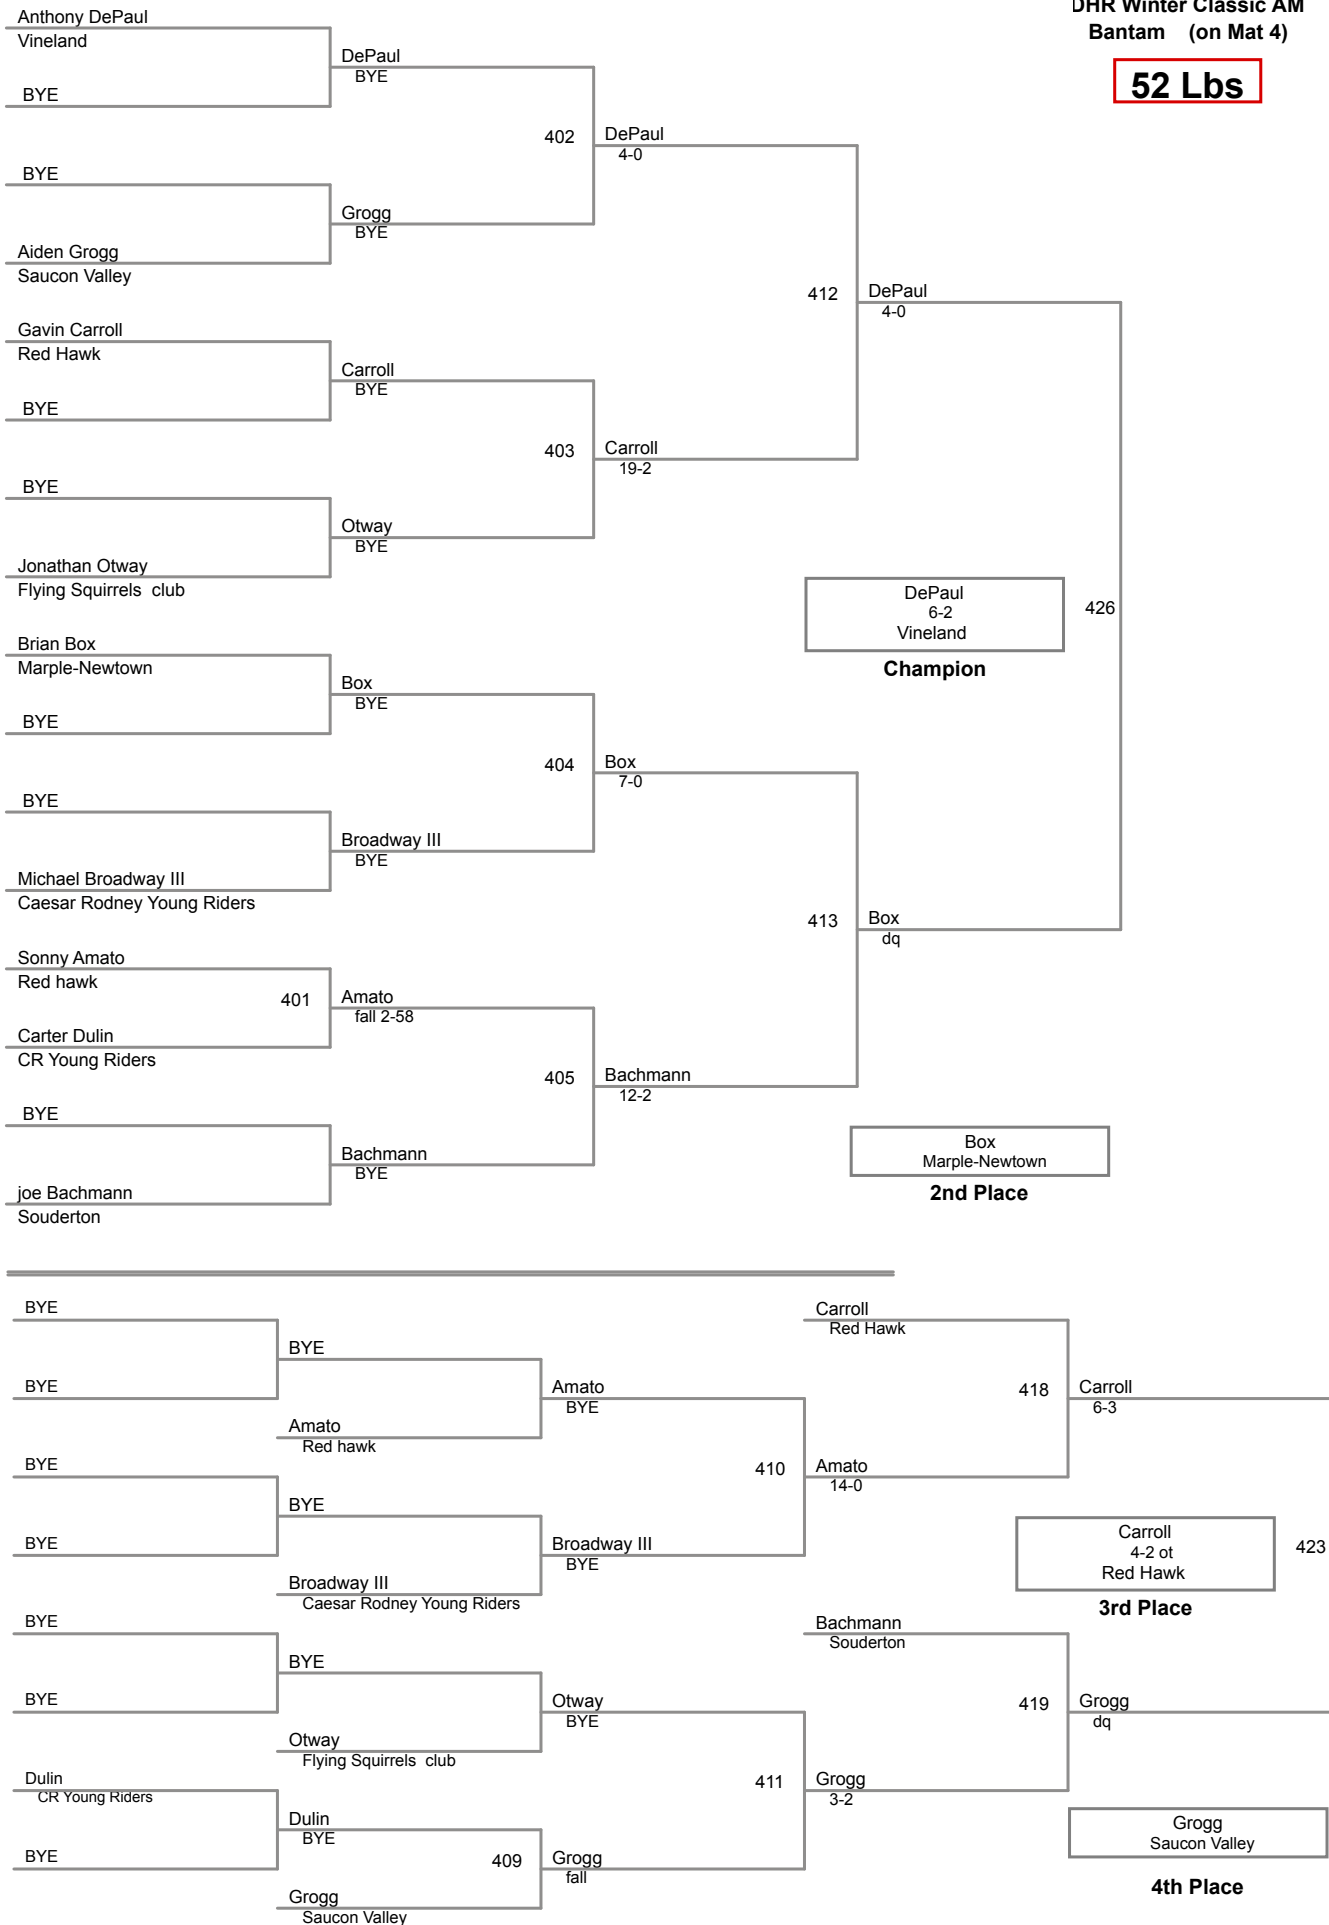 DHR Winter Classic AM
Bantam (on Mat 4)
52 Lbs
Anthony DePaul
Vineland
DePaul
BYE
BYE
402
DePaul
4-0
BYE
Grogg
BYE
Aiden Grogg
Saucon Valley
412
DePaul
4-0
Gavin Carroll
Red Hawk
Carroll
BYE
BYE
403
Carroll
19-2
BYE
Otway
BYE
Jonathan Otway
Flying Squirrels club
DePaul
6-2
Vineland
426
Champion
Brian Box
Marple-Newtown
Box
BYE
BYE
404
Box
7-0
BYE
Broadway III
BYE
Michael Broadway III
Caesar Rodney Young Riders
413
Box
dq
Sonny Amato
Red hawk
401
Amato
fall 2-58
Carter Dulin
CR Young Riders
405
Bachmann
12-2
BYE
Bachmann
BYE
joe Bachmann
Souderton
Box
Marple-Newtown
2nd Place
BYE
Carroll
Red Hawk
BYE
BYE
Amato
BYE
418
Carroll
6-3
Amato
Red hawk
BYE
410
Amato
14-0
BYE
BYE
Broadway III
BYE
Carroll
4-2 ot
Red Hawk
423
3rd Place
Broadway III
Caesar Rodney Young Riders
BYE
Bachmann
Souderton
BYE
BYE
Otway
BYE
419
Grogg
dq
Otway
Flying Squirrels club
Dulin
CR Young Riders
411
Grogg
3-2
Dulin
BYE
BYE
409
Grogg
fall
Grogg
Saucon Valley
4th Place
Grogg
Saucon Valley